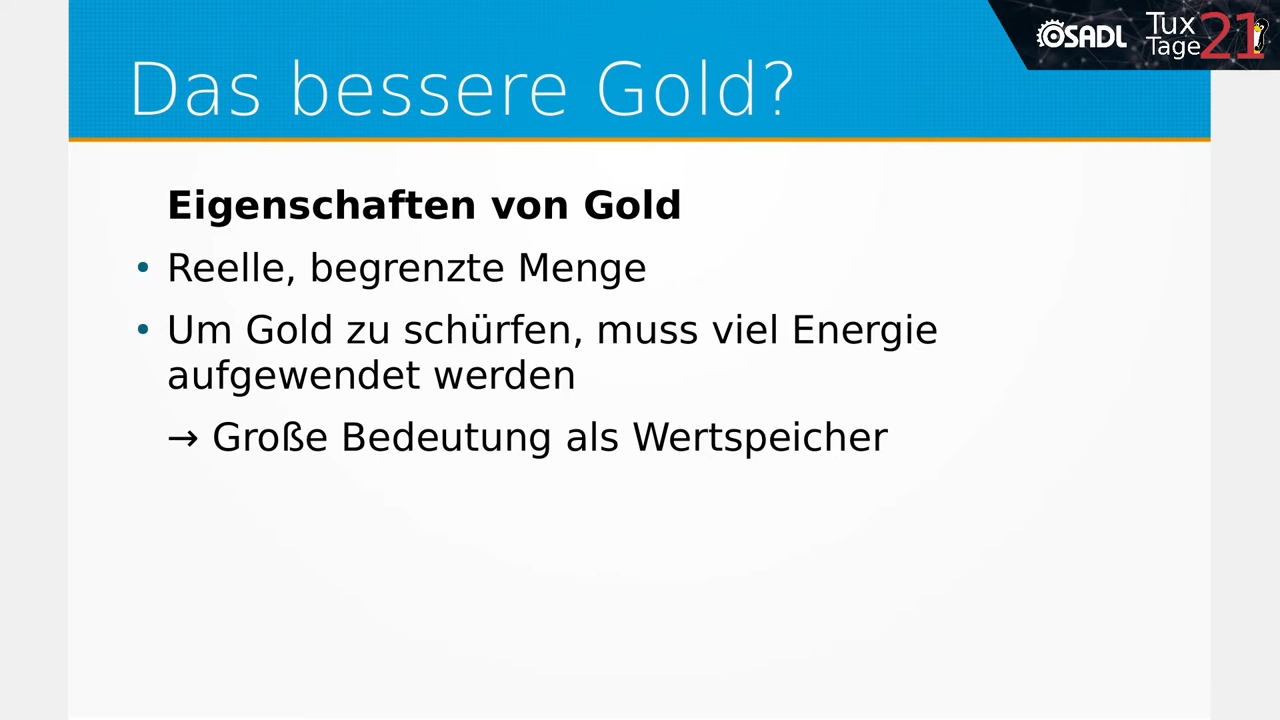 OSADL
Tux
Tage
21
Das bessere Gold?
Eigenschaften von Gold
• Reelle, begrenzte Menge
• Um Gold zu schürfen, muss viel Energie
aufgewendet werden
→ Große Bedeutung als Wertspeicher